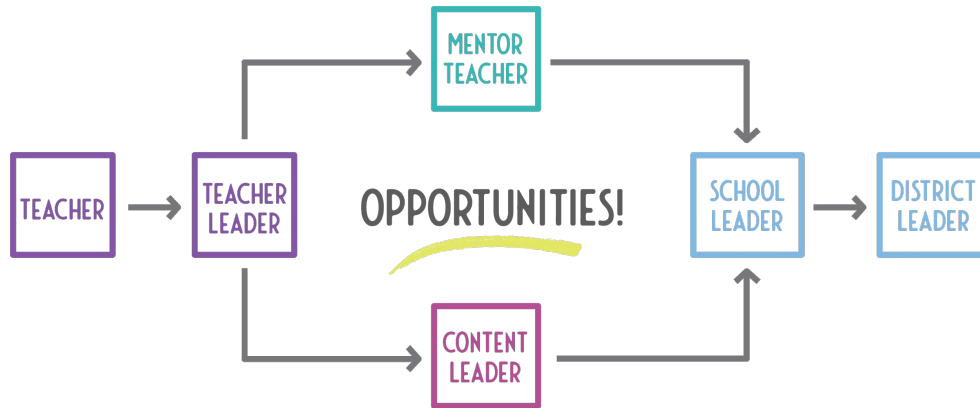 MENTOR
TEACHER
TEACHER
TEACHER
LEADER
OPPORTUNITIES!
SCHOOL
LEADER
DISTRICT
LEADER
CONTENT
LEADER